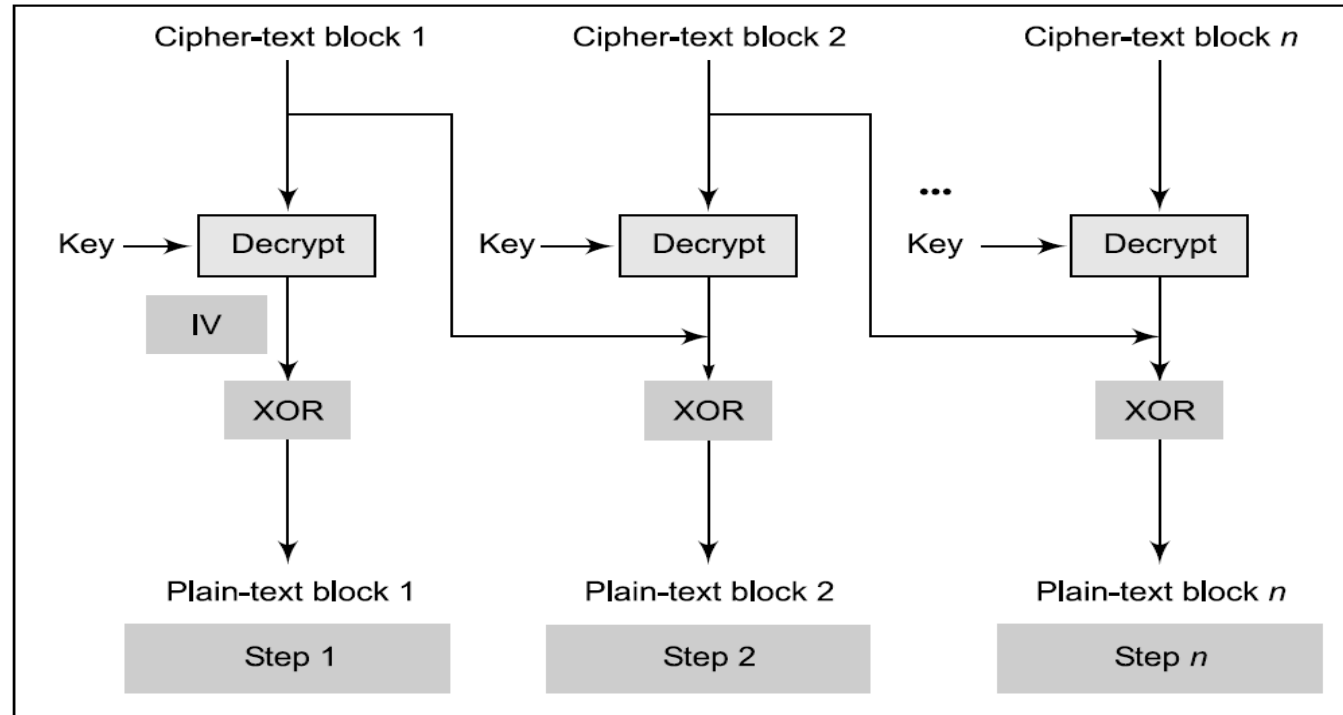 Cipher-text block 1 Cipher-text block 2 Cipher-text block n
...
Key Decrypt Key Decrypt Key Decrypt
IV
XOR XOR XOR
Plain-text block 1 Plain-text block 2 Plain-text block n
Step 1 Step 2 Step n